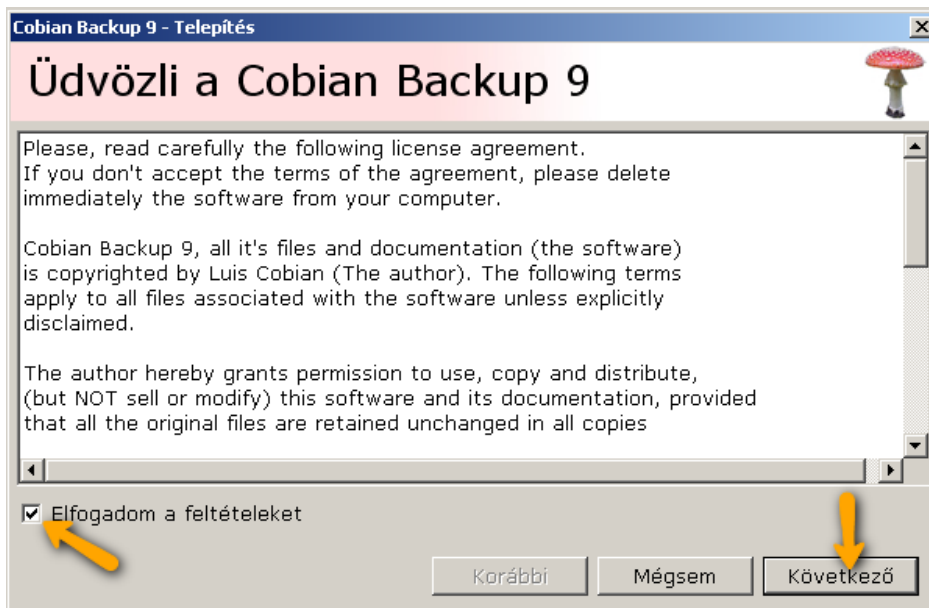 Cobian Backup 9 - Telepítés
Üdvözli a Cobian Backup 9
Please, read carefully the following license agreement.
If you don't accept the terms of the agreement, please delete
immediately the software from your computer.
Cobian Backup 9, all it's files and documentation (the software)
is copyrighted by Luis Cobian (The author). The following terms
apply to all files associated with the software unless explicitly
disclaimed.
The author hereby grants permission to use, copy and distribute,
(but NOT sell or modify) this software and its documentation, provided
that all the original files are retained unchanged in all copies
Elfogadom a feltételeket
Korábbi
Mégsem
Következő